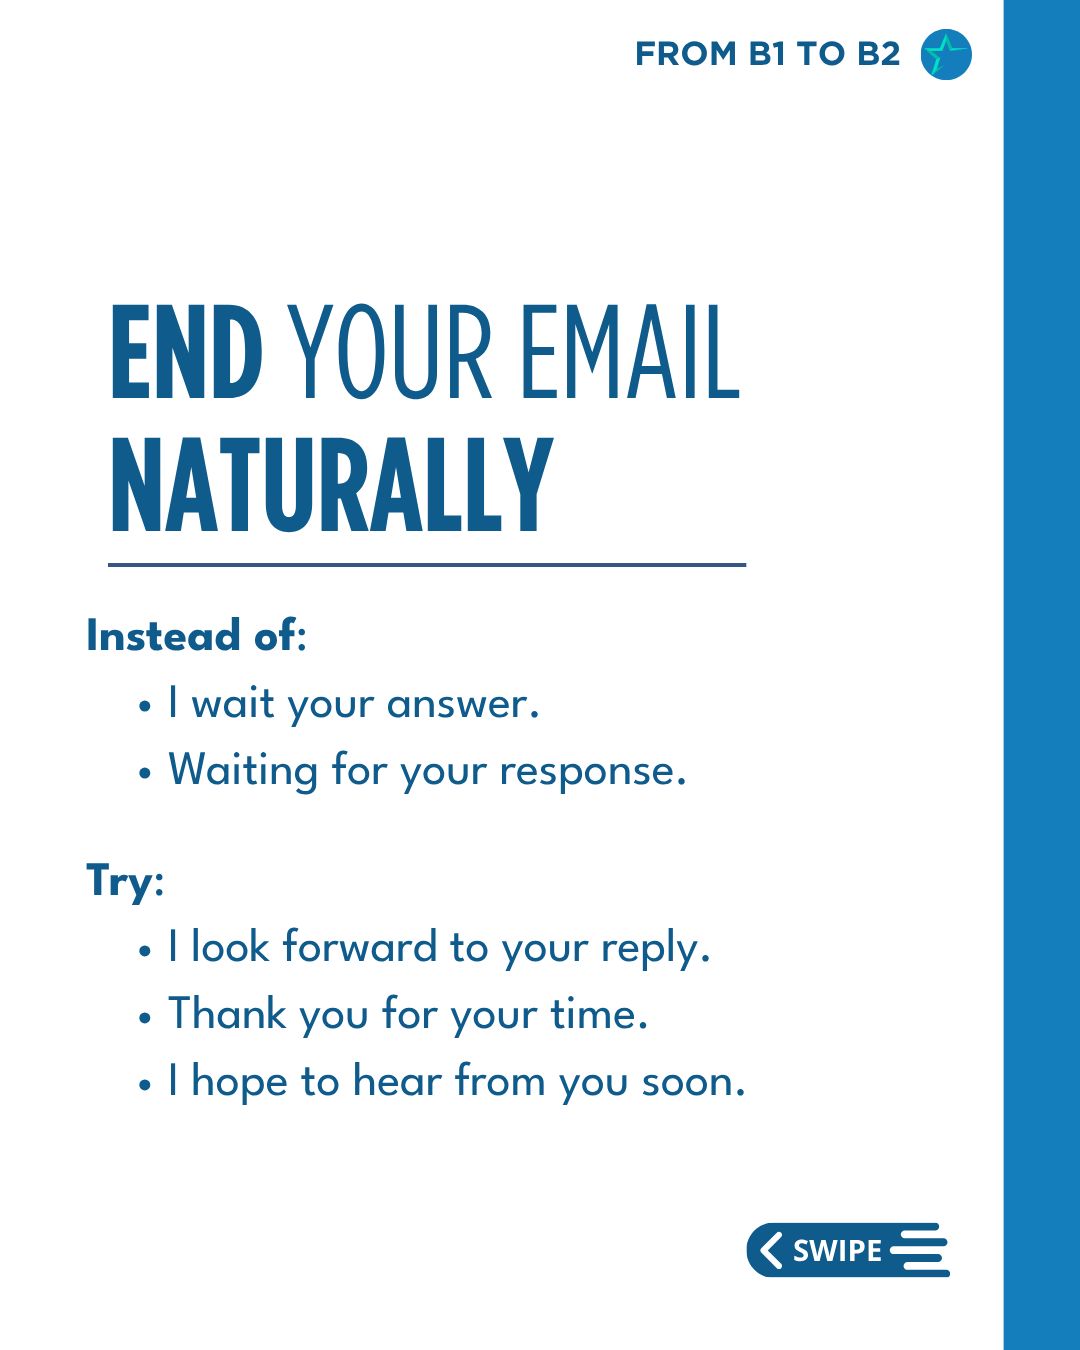 FROM B1 TO B2
END YOUR EMAIL
NATURALLY
Instead of:
• I wait your answer.
• Waiting for your response.
Try:
• I look forward to your reply.
• Thank you for your time.
• I hope to hear from you soon.
SWIPE